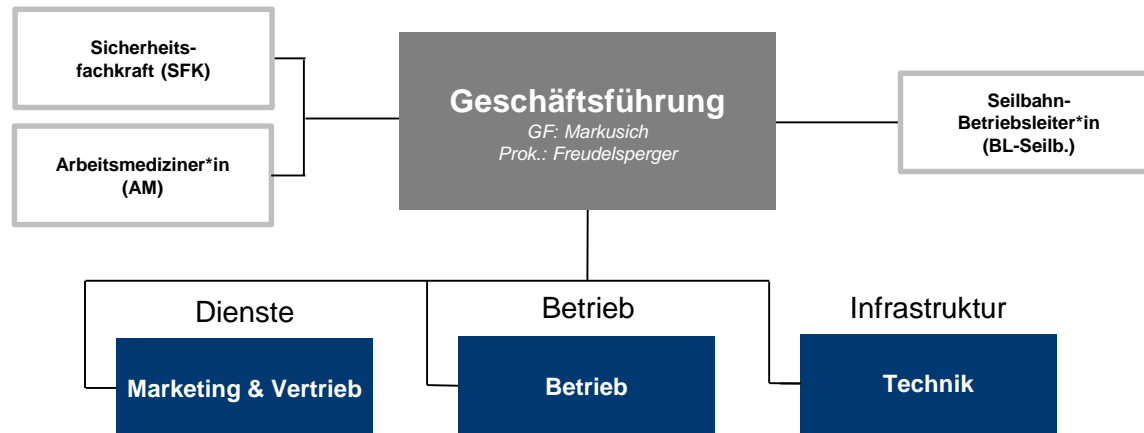 Sicherheits-
fachkraft (SFK)
Arbeitsmediziner*in
(AM)
Geschäftsführung
GF: Markusich
Prok.: Freudelsperger
Seilbahn-
Betriebsleiter*in
(BL-Seilb.)
Dienste
Marketing & Vertrieb
Betrieb
Betrieb
Infrastruktur
Technik